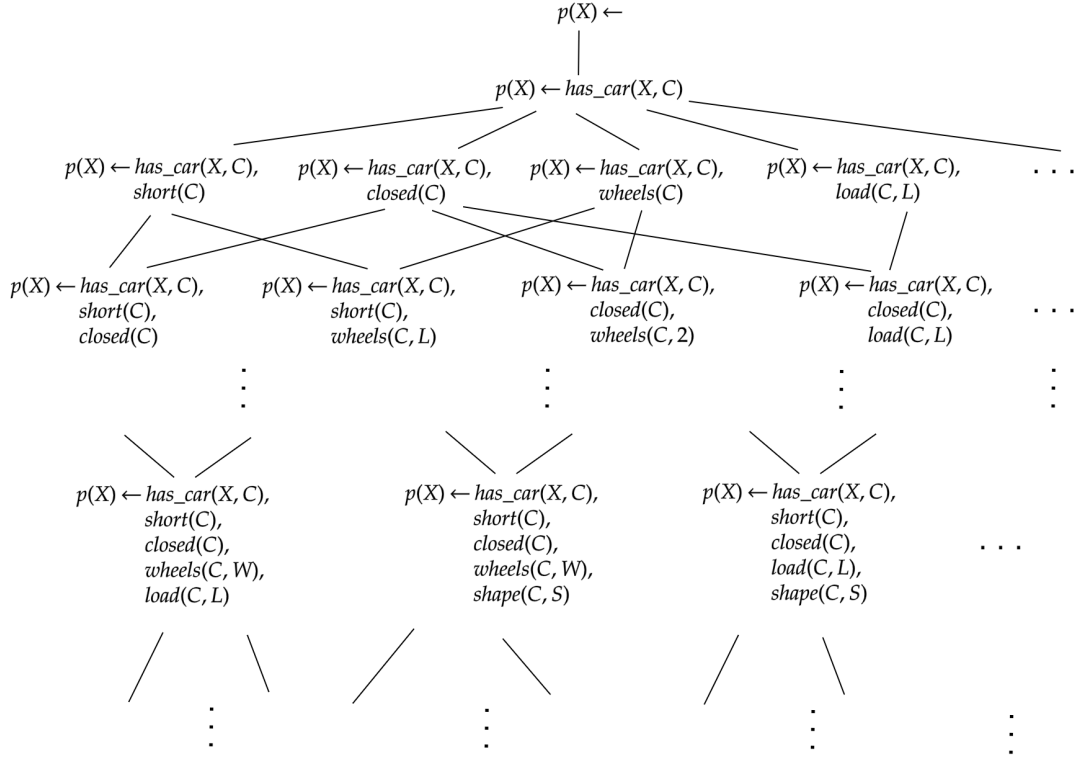 p(X) ←
p(X) ← has_car(X, C)
p(X) ← has_car(X, C),
short(C)
p(X) ← has_car(X, C),
closed(C)
p(X) ← has_car(X, C),
wheels(C)
p(X) ← has_car(X, C),
load(C, L)
. . .
p(X) ← has_car(X, C),
short(C),
closed(C)
p(X) ← has_car(X, C),
short(C),
wheels(C, L)
p(X) ← has_car(X, C),
closed(C),
wheels(C, 2)
p(X) ← has_car(X, C),
closed(C),
load(C, L)
. . .
p(X) ← has_car(X, C),
short(C),
closed(C),
wheels(C, W),
load(C, L)
p(X) ← has_car(X, C),
short(C),
closed(C),
wheels(C, W),
shape(C, S)
p(X) ← has_car(X, C),
short(C),
closed(C),
load(C, L),
shape(C, S)
. . .